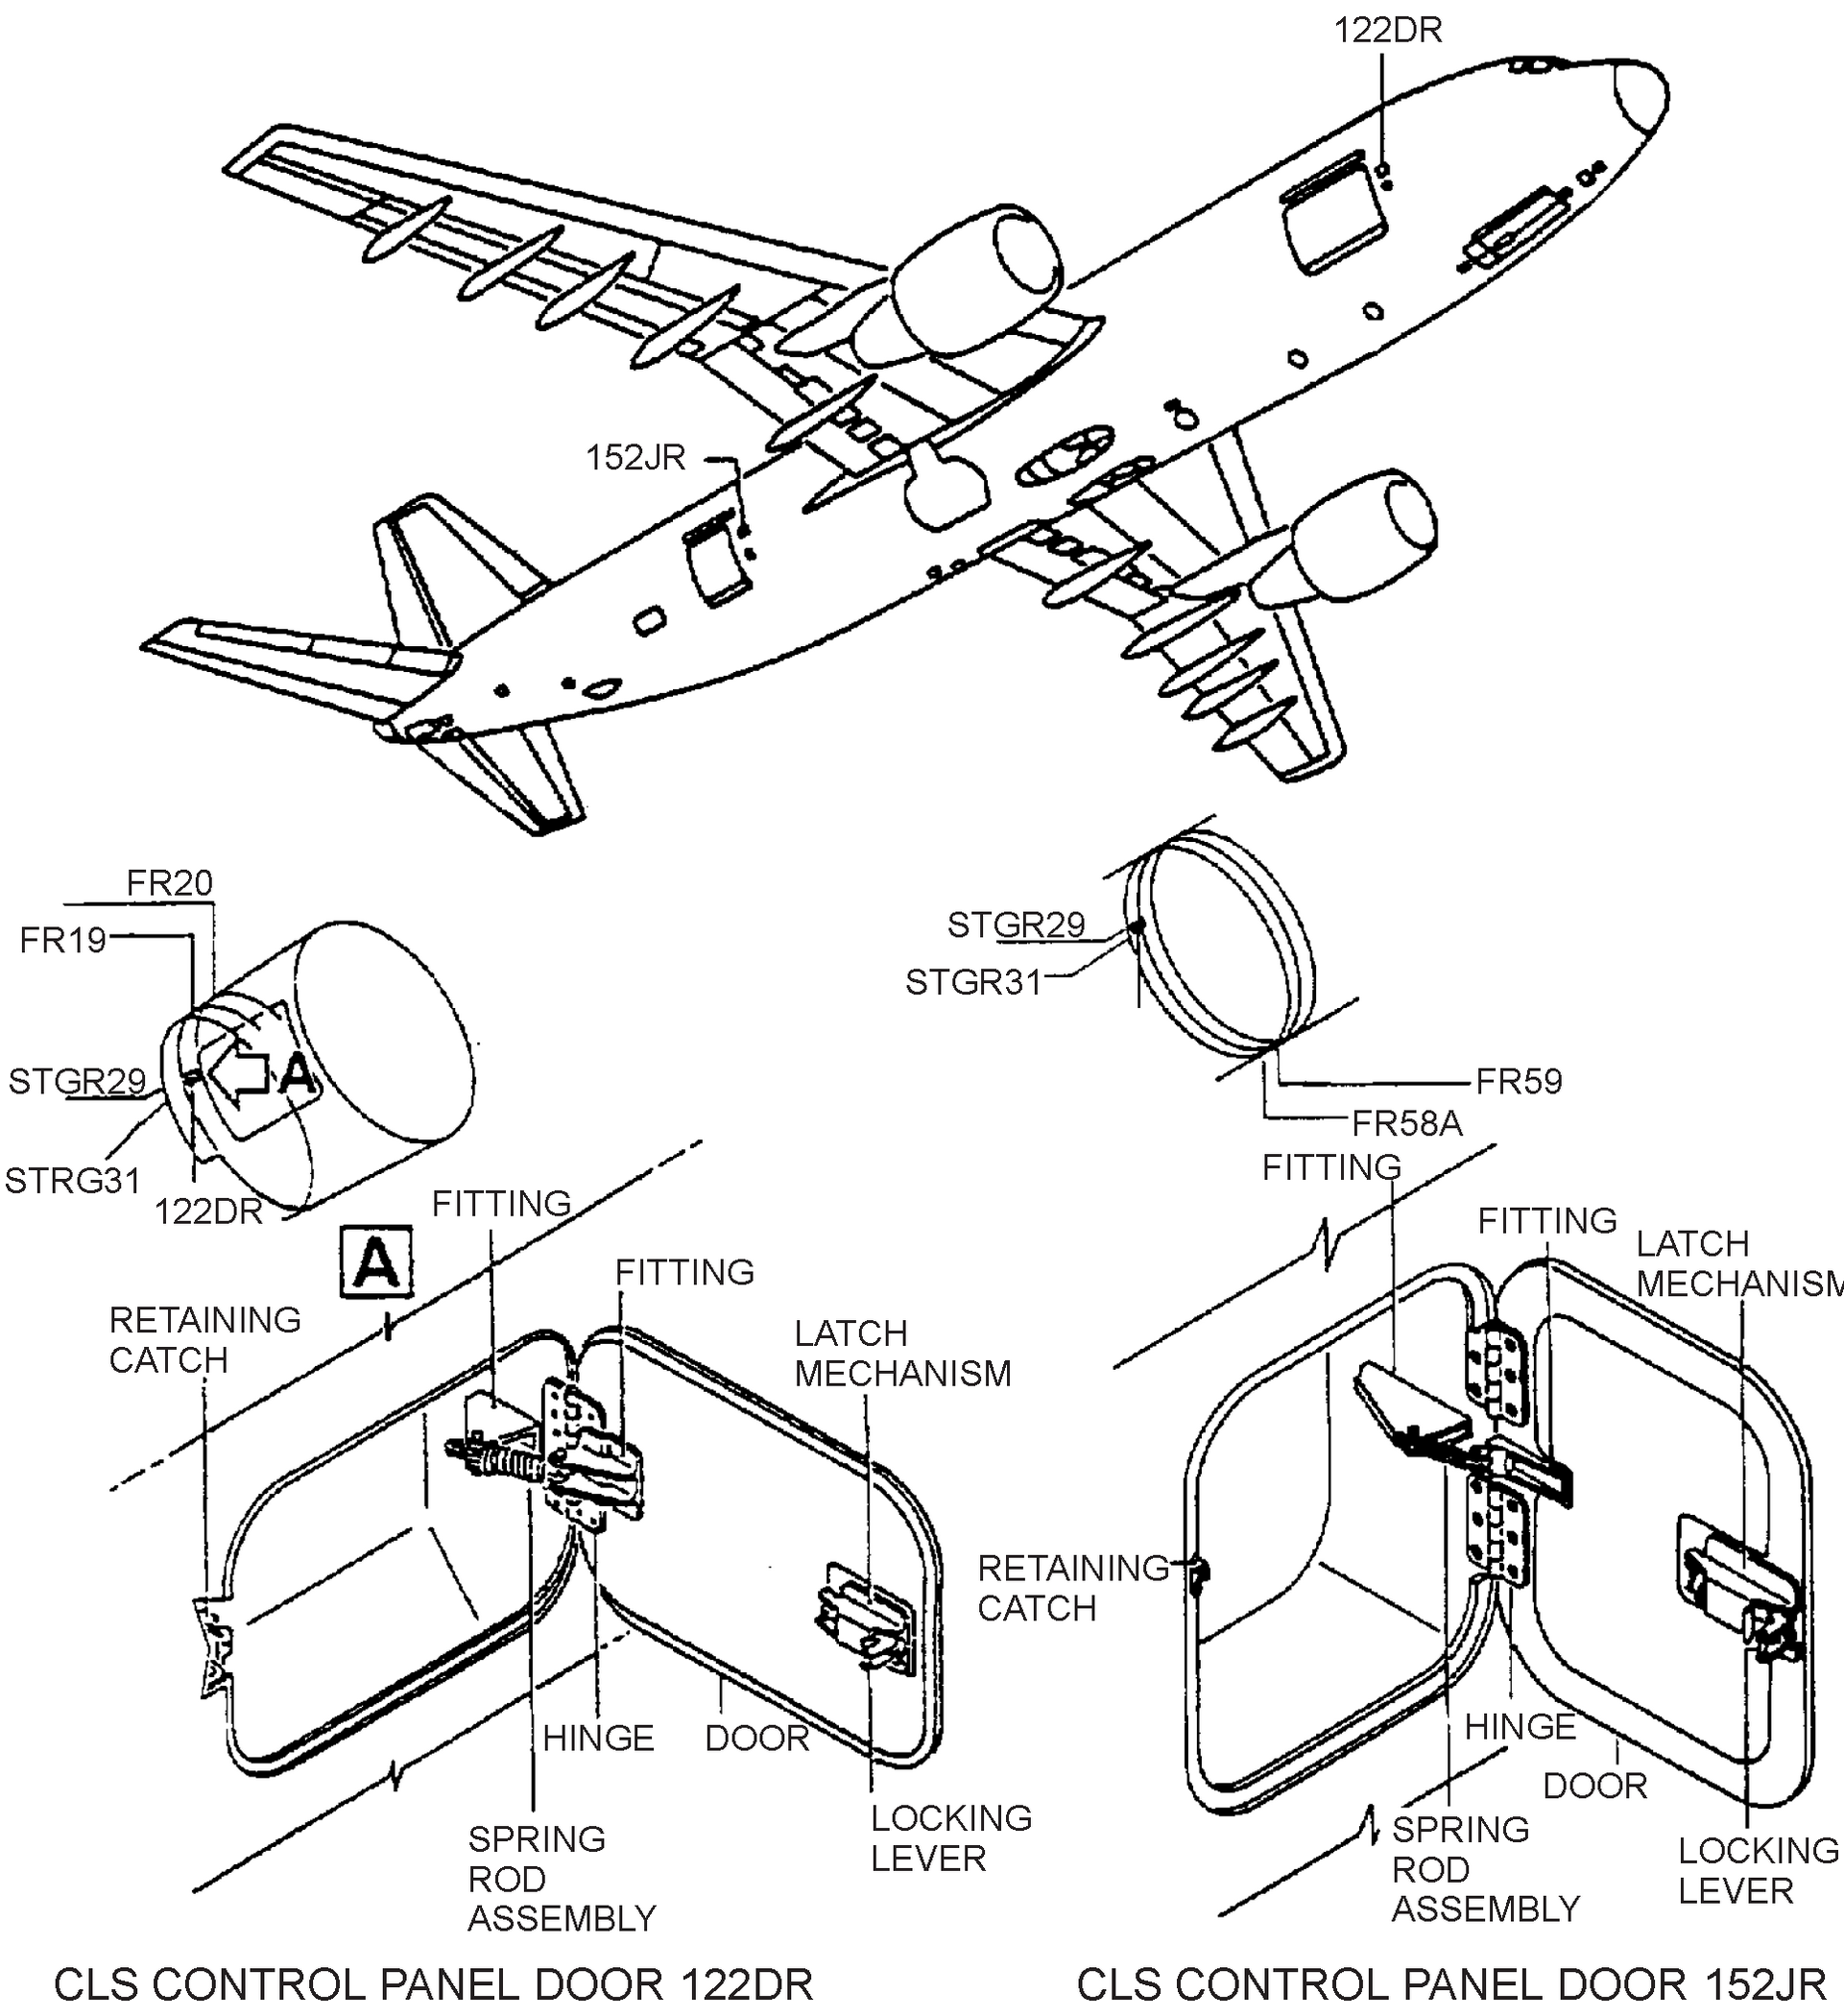 122DR
152JR
FR20
FR19
STGR29
STRG31
122DR
A
STGR29
STGR31
FR59
FR58A
A
FITTING
FITTING
RETAINING
CATCH
LATCH
MECHANISM
HINGE
DOOR
SPRING
ROD
ASSEMBLY
LOCKING
LEVER
CLS CONTROL PANEL DOOR 122DR
FITTING
FITTING
LATCH
MECHANISM
RETAINING
CATCH
HINGE
DOOR
SPRING
ROD
ASSEMBLY
LOCKING
LEVER
CLS CONTROL PANEL DOOR 152JR